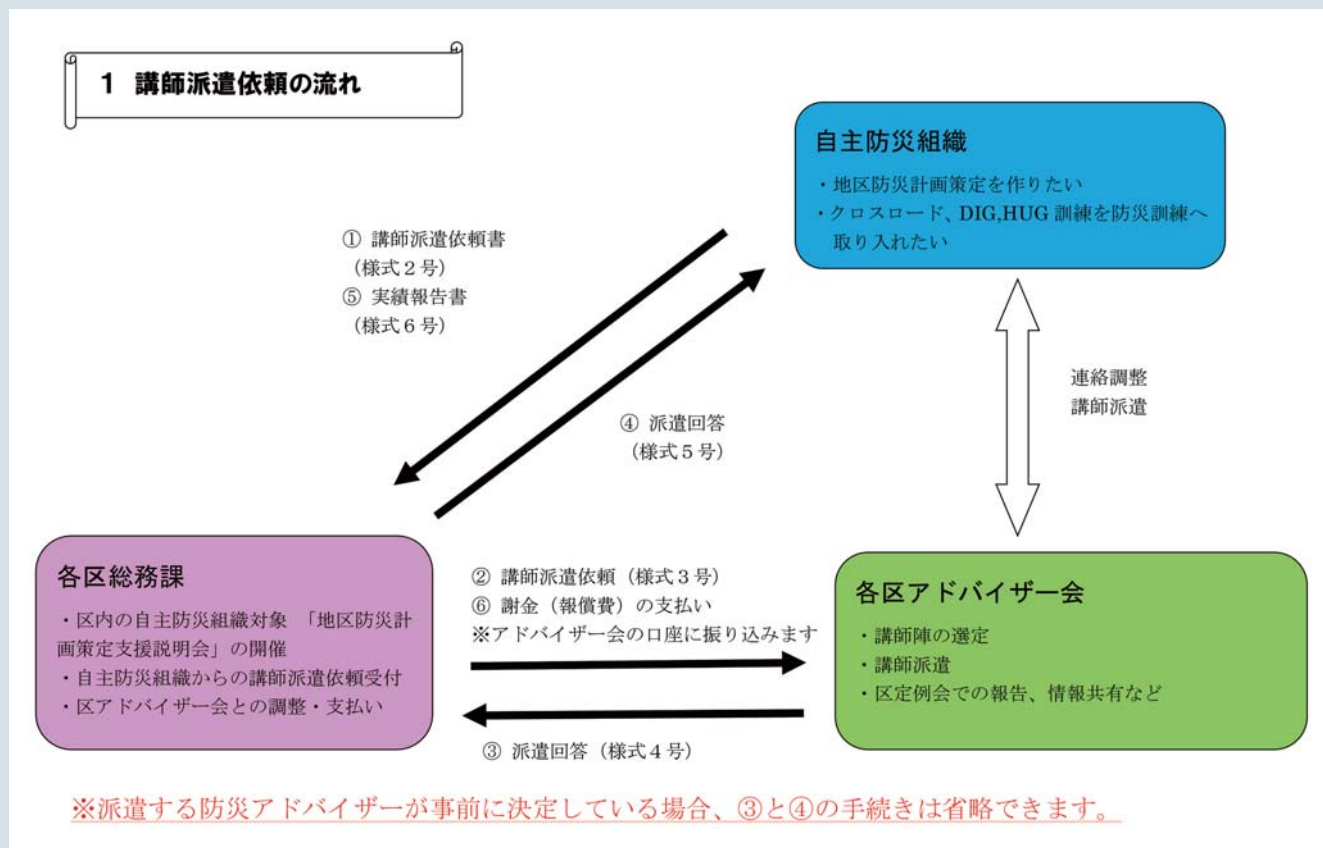 1 講師派遣依頼の流れ
自主防災組織
・地区防災計画策定を作りたい
・クロスロード、DIG,HUG 訓練を防災訓練へ
取り入れたい
① 講師派遣依頼書
(様式2号)
⑤ 実績報告書
(様式6号)
連絡調整
講師派遣
④ 派遣回答
(様式5号)
各区総務課
・区内の自主防災組織対象 「地区防災計
画策定支援説明会」の開催
・自主防災組織からの講師派遣依頼受付
・区アドバイザー会との調整・支払い
② 講師派遣依頼(様式3号)
⑥ 謝金(報償費)の支払い
※アドバイザー会の口座に振り込みます
③ 派遣回答(様式4号)
各区アドバイザー会
・講師陣の選定
・講師派遣
・区定例会での報告、情報共有など
※派遣する防災アドバイザーが事前に決定している場合、③と④の手続きは省略できます。